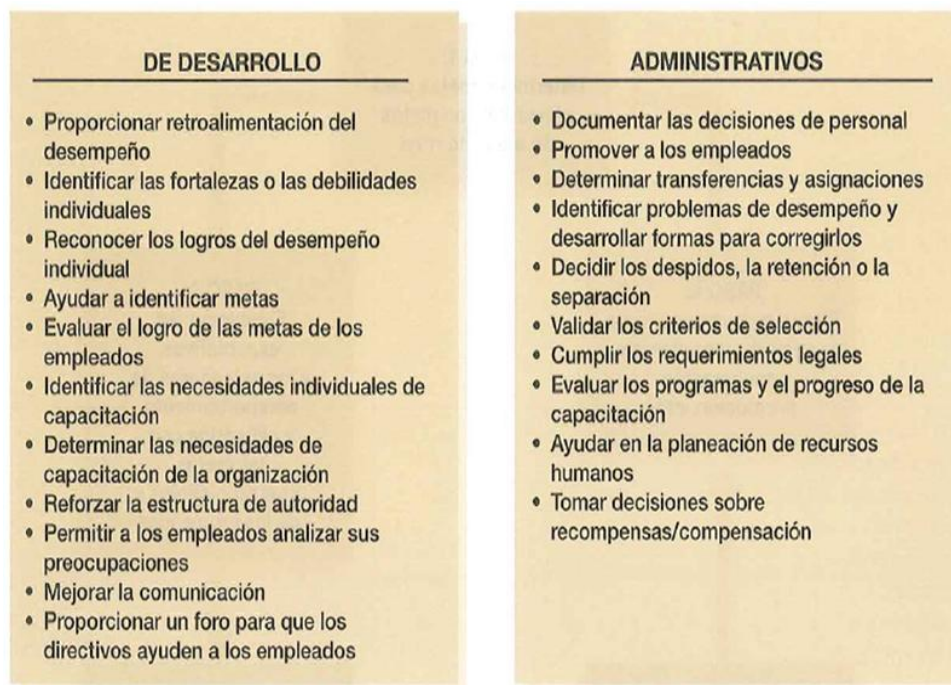 DE DESARROLLO
• Proporcionar retroalimentación del
desempeño
• Identificar las fortalezas o las debilidades
individuales
• Reconocer los logros del desempeño
individual
• Ayudar a identificar metas
• Evaluar el logro de las metas de los
empleados
• Identificar las necesidades individuales de
capacitación
• Determinar las necesidades de
capacitación de la organización
• Reforzar la estructura de autoridad
• Permitir a los empleados analizar sus
preocupaciones
• Mejorar la comunicación
• Proporcionar un foro para que los
directivos ayuden a los empleados
ADMINISTRATIVOS
• Documentar las decisiones de personal
• Promover a los empleados
• Determinar transferencias y asignaciones
• Identificar problemas de desempeño y
desarrollar formas para corregirlos
• Decidir los despidos, la retención o la
separación
• Validar los criterios de selección
• Cumplir los requerimientos legales
• Evaluar los programas y el progreso de la
capacitación
• Ayudar en la planeación de recursos
humanos
• Tomar decisiones sobre
recompensas/compensación